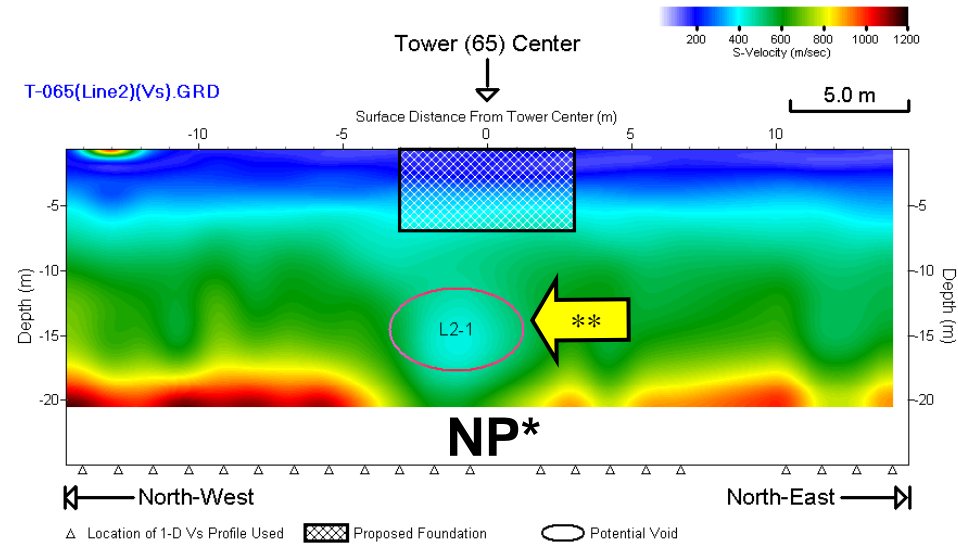 200 400 600 800 1000 1200
S-Velocity (m/sec)
Tower (65) Center
T-065(Line2)(Vs).GRD
5.0 m
Surface Distance From Tower Center (m)
-10 -5 0 5 10
-5 -5
-10 -10
Depth (m) Depth (m)
L2-1 **
-15 -15
-20 -20
NP*
North-West North-East
Location of 1-D Vs Profile Used Proposed Foundation Potential Void